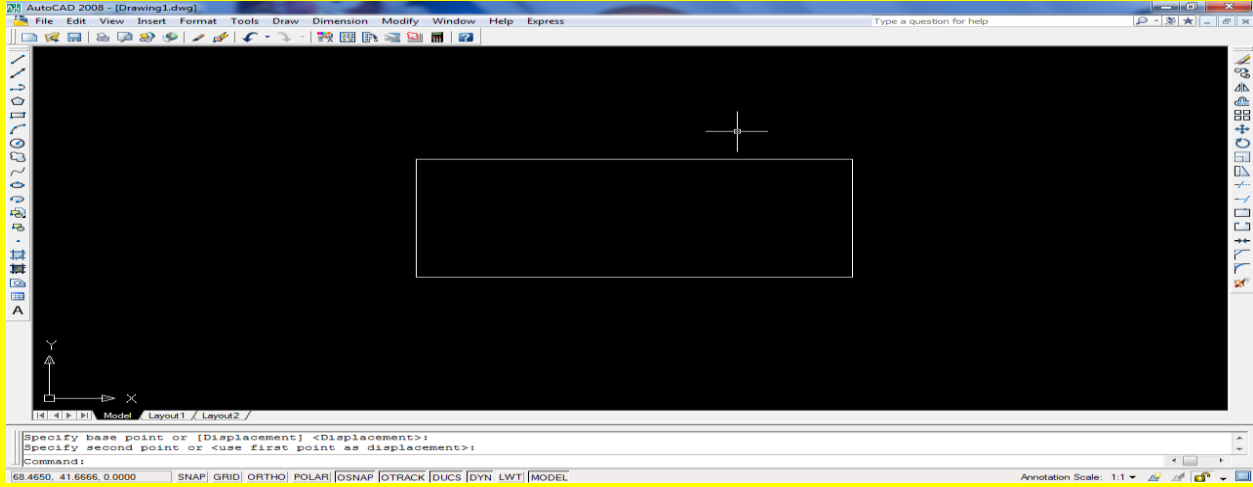 AutoCAD 2008 - [Drawing1.dwg]
File Edit View Insert Format Tools Draw Dimension Modify Window Help Express Type a question for help
A
Y
X
Model Layout1 Layout2
Specify base point or [Displacement] <Displacement>:
Specify second point or <use first point as displacement>:
Command:
68.4650, 41.6666, 0.0000 SNAP GRID ORTHO POLAR OSNAP OTRACK DUCS DYN LWT MODEL Annotation Scale: 1:1